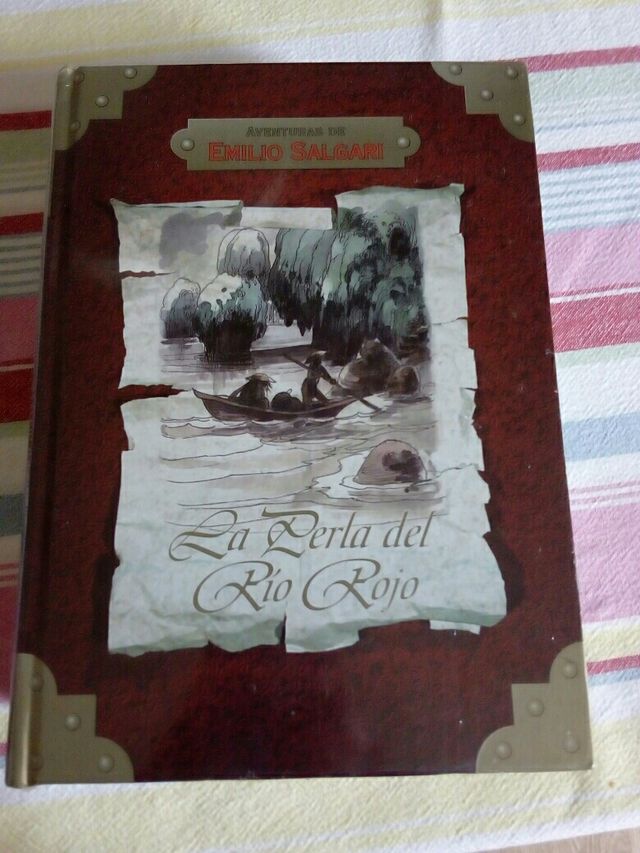 AVENTURAS DE
EMILIO SALGARI
La Perla del
Río Rojo